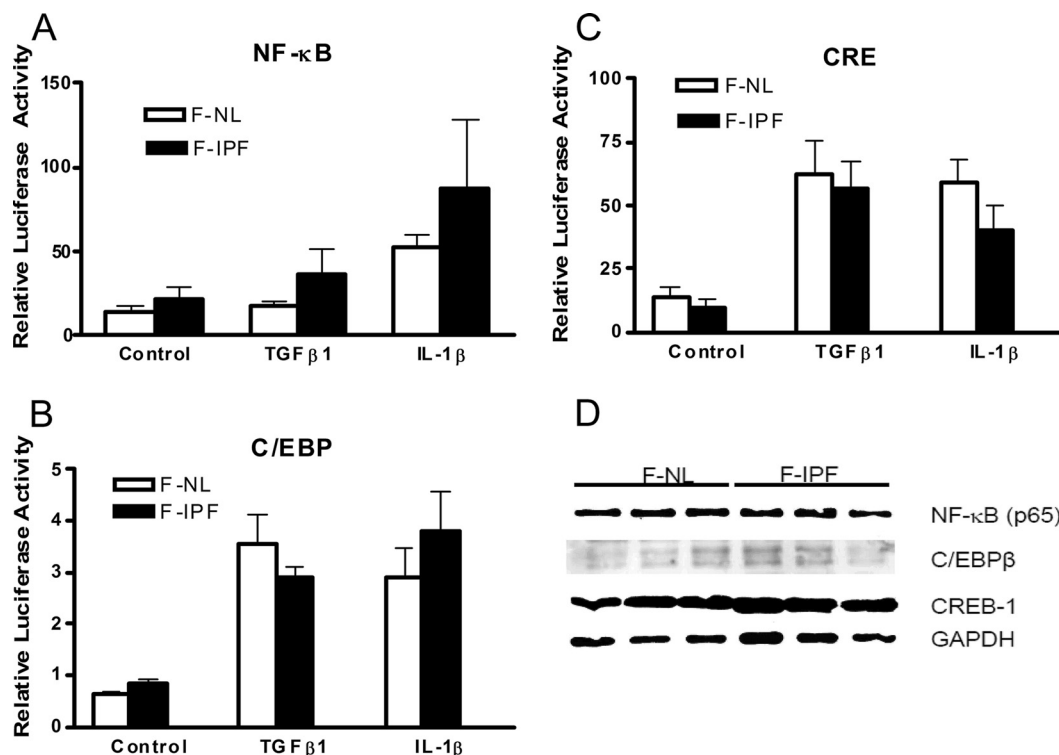 A
NF-κB
Relative Luciferase Activity
150
100
50
0
F-NL
F-IPF
Control
TGFβ1
IL-1β
B
C/EBP
Relative Luciferase Activity
5
4
3
2
1
0
F-NL
F-IPF
Control
TGFβ1
IL-1β
C
CRE
Relative Luciferase Activity
100
75
50
25
0
F-NL
F-IPF
Control
TGFβ1
IL-1β
D
F-NL
F-IPF
NF-κB (p65)
C/EBPβ
CREB-1
GAPDH